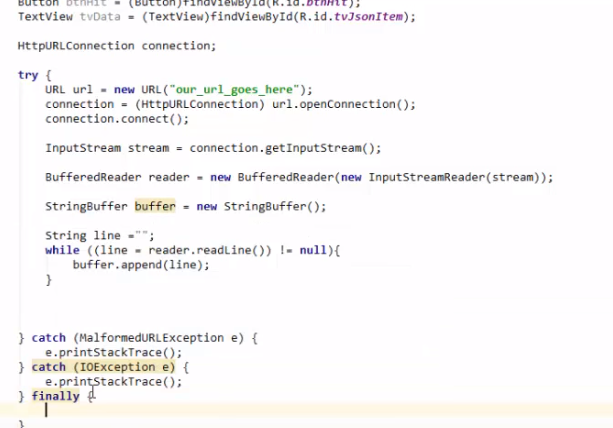 Button btnHit = (Button)findViewById(R.id.btnHit);
TextView tvData = (TextView)findViewById(R.id.tvJsonItem);
HttpURLConnection connection;
try {
URL url = new URL("our_url_goes_here");
connection = (HttpURLConnection) url.openConnection();
connection.connect();
InputStream stream = connection.getInputStream();
BufferedReader reader = new BufferedReader(new InputStreamReader(stream));
StringBuffer buffer = new StringBuffer();
String line ="";
while ((line = reader.readLine()) != null){
buffer.append(line);
}
} catch (MalformedURLException e) {
e.printStackTrace();
} catch (IOException e) {
e.printStackTrace();
} finally {
}